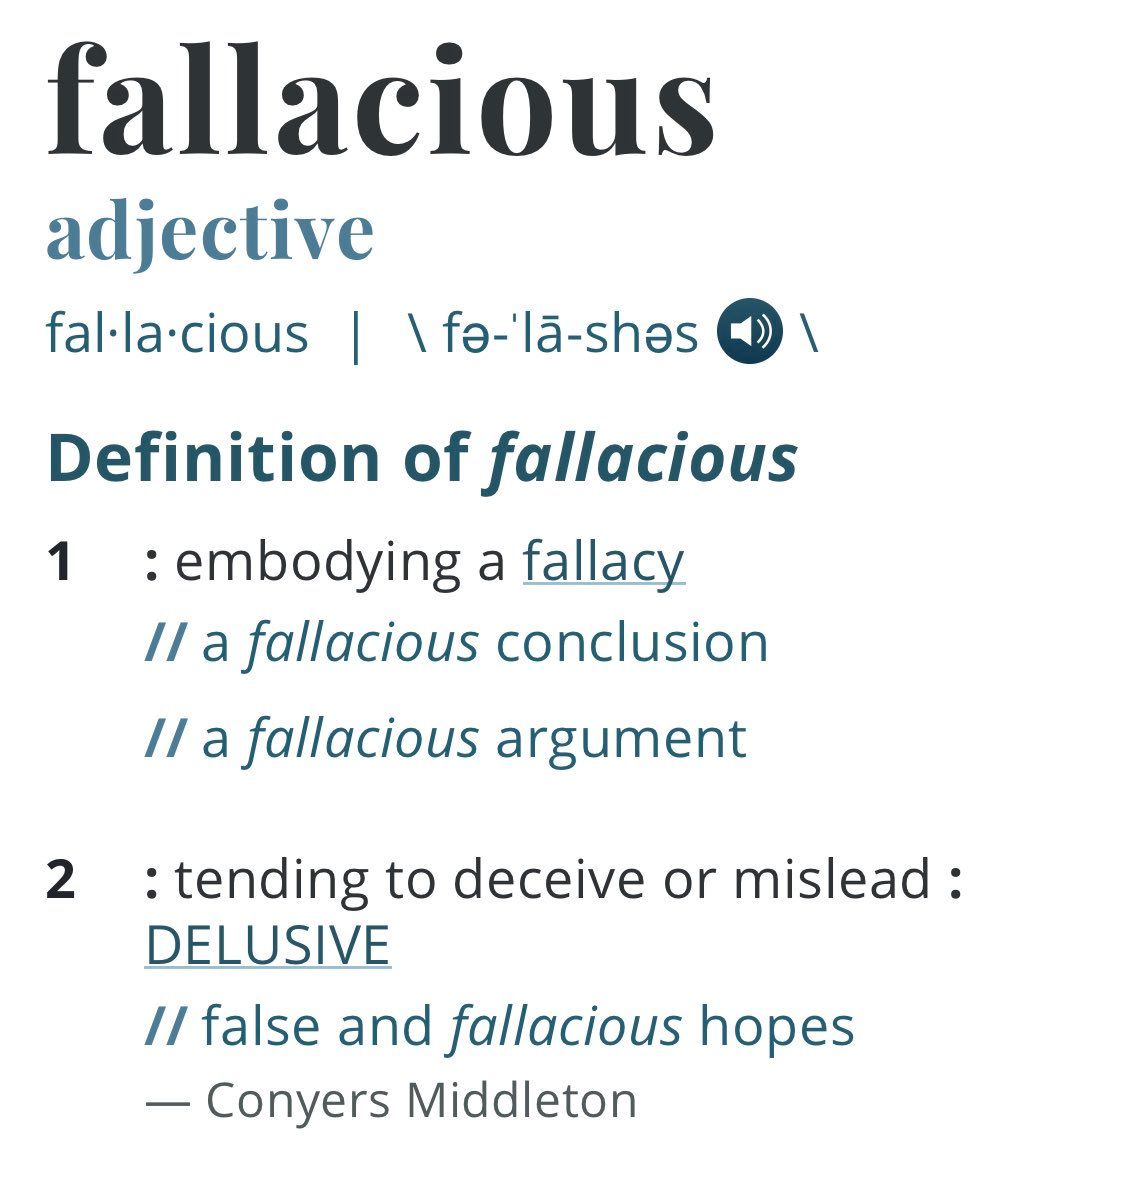 fallacious
adjective
fal·la·cious | \ fə-ˈlā-shəs \
Definition of fallacious
1 : embodying a fallacy
// a fallacious conclusion
// a fallacious argument
2 : tending to deceive or mislead :
DELUSIVE
// false and fallacious hopes
— Conyers Middleton